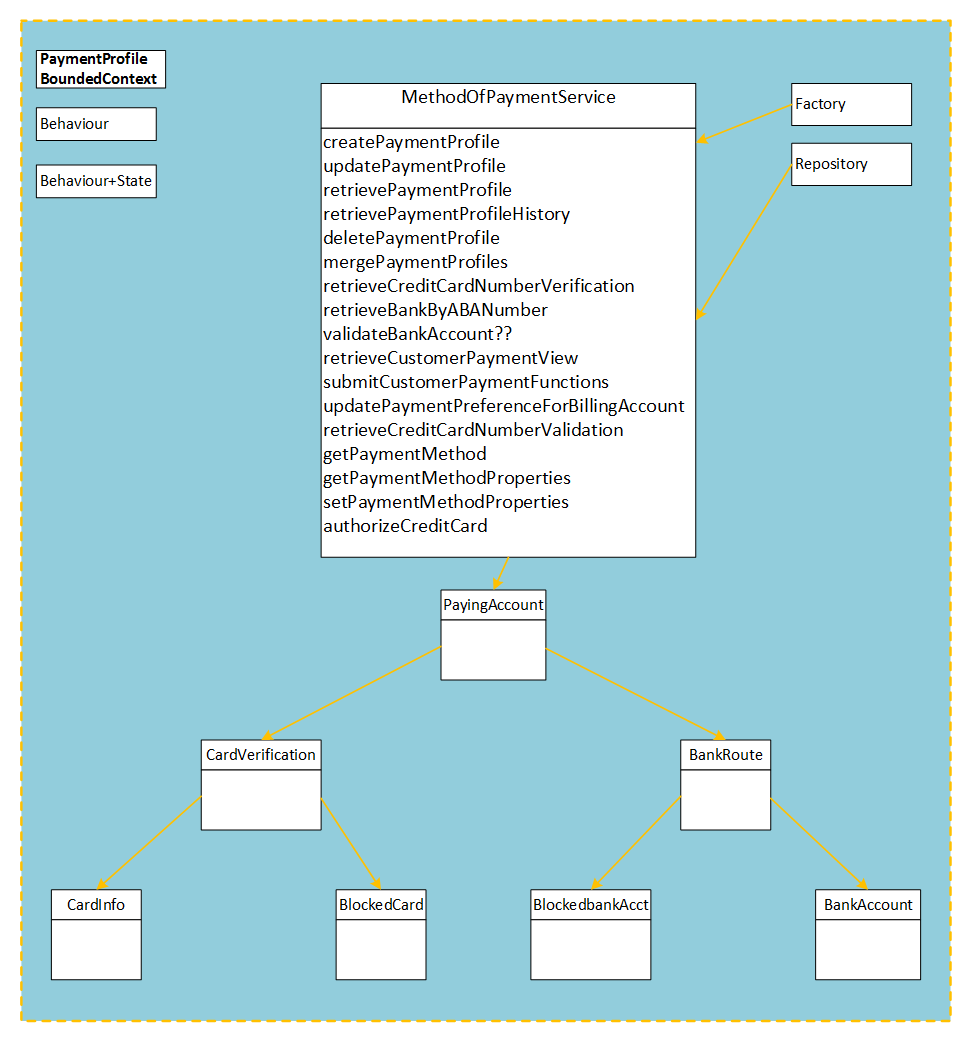 PaymentProfile
BoundedContext
Behaviour
Behaviour+State
MethodOfPaymentService
createPaymentProfile
updatePaymentProfile
retrievePaymentProfile
retrievePaymentProfileHistory
deletePaymentProfile
mergePaymentProfiles
retrieveCreditCardNumberVerification
retrieveBankByABANumber
validateBankAccount??
retrieveCustomerPaymentView
submitCustomerPaymentFunctions
updatePaymentPreferenceForBillingAccount
retrieveCreditCardNumberValidation
getPaymentMethod
getPaymentMethodProperties
setPaymentMethodProperties
authorizeCreditCard
Factory
Repository
PayingAccount
CardVerification
BankRoute
CardInfo
BlockedCard
BlockedbankAcct
BankAccount